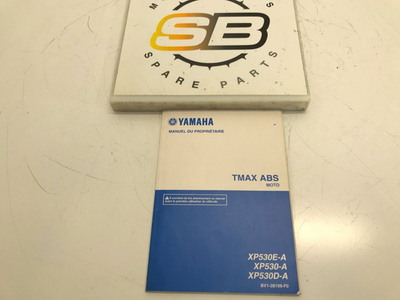 SB
SPARE PARTS
YAMAHA
MANUEL DU PROPRIÉTAIRE
TMAX ABS
MOTO
XP530E-A
XP530-A
XP530D-A